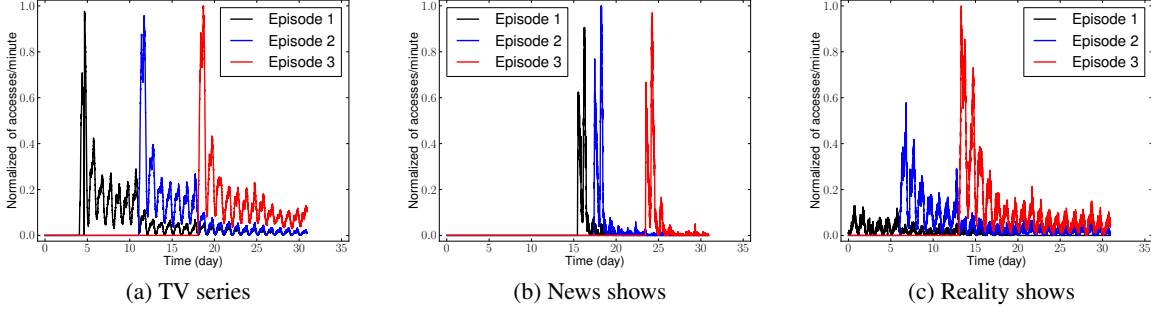 Normalized of accesses/minute
1.0
0.8
0.6
0.4
0.2
0.0
0 5 10 15 20 25 30 35
Time (day)
Episode 1
Episode 2
Episode 3
(a) TV series
Normalized of accesses/minute
1.0
0.8
0.6
0.4
0.2
0.0
0 5 10 15 20 25 30 35
Time (day)
Episode 1
Episode 2
Episode 3
(b) News shows
Normalized of accesses/minute
1.0
0.8
0.6
0.4
0.2
0.0
0 5 10 15 20 25 30 35
Time (day)
Episode 1
Episode 2
Episode 3
(c) Reality shows